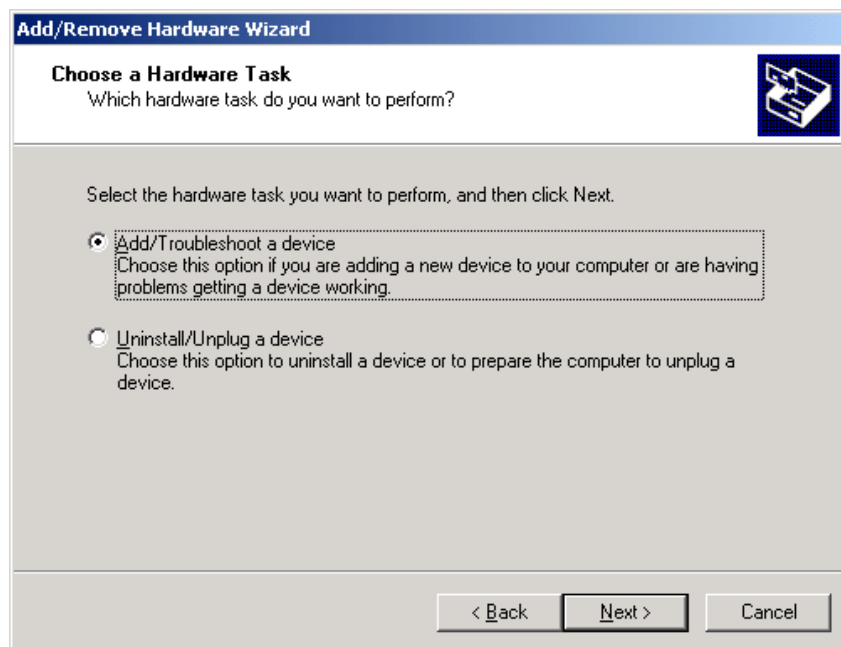 Add/Remove Hardware Wizard
Choose a Hardware Task
Which hardware task do you want to perform?
Select the hardware task you want to perform, and then click Next.
Add/Troubleshoot a device
Choose this option if you are adding a new device to your computer or are having
problems getting a device working.
Uninstall/Unplug a device
Choose this option to uninstall a device or to prepare the computer to unplug a
device.
< Back Next > Cancel